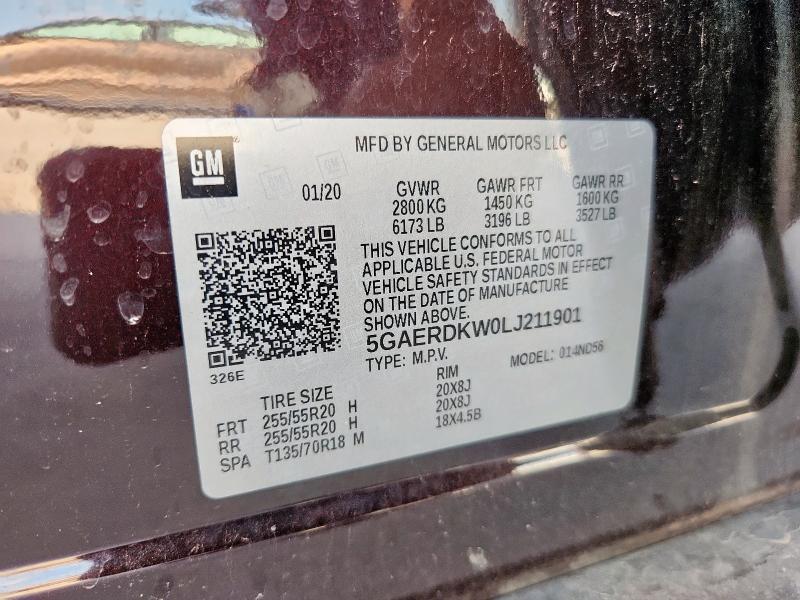 GM
MFD BY GENERAL MOTORS LLC
01/20
GVWR GAWR FRT GAWR RR
2800 KG 1450 KG 1600 KG
6173 LB 3196 LB 3527 LB
THIS VEHICLE CONFORMS TO ALL
APPLICABLE U.S. FEDERAL MOTOR
VEHICLE SAFETY STANDARDS IN EFFECT
ON THE DATE OF MANUFACTURE
SHOWN ABOVE.
5GAERDKW0LJ211901
326E
TYPE: M.P.V. MODEL: 014ND56
TIRE SIZE RIM
FRT 255/55R20 H 20X8J
RR 255/55R20 H 20X8J
SPA T135/70R18 M 18X4.5B